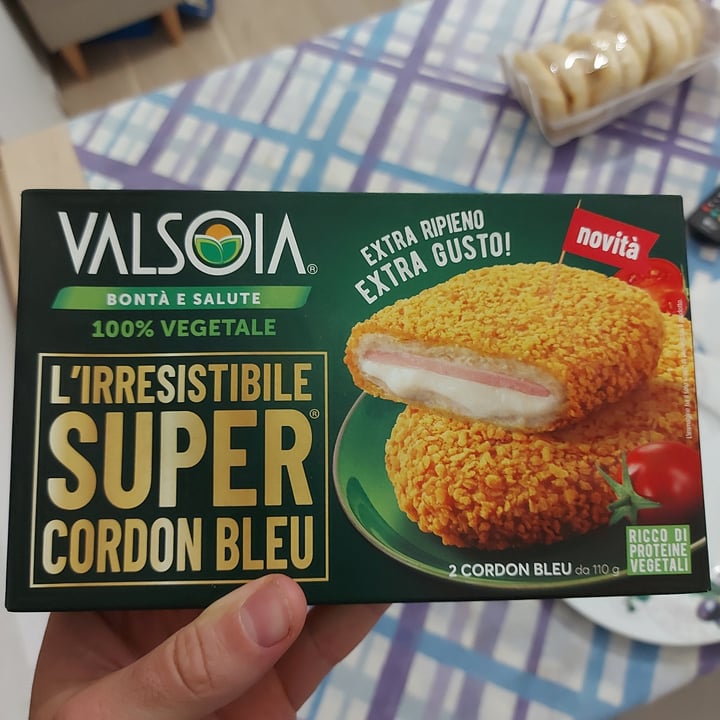 VALSOIA®
BONTÀ E SALUTE
100% VEGETALE
L'IRRESISTIBILE
SUPER®
CORDON BLEU
EXTRA RIPIENO
EXTRA GUSTO!
novità
2 CORDON BLEU da 110 g
RICCO DI
PROTEINE
VEGETALI